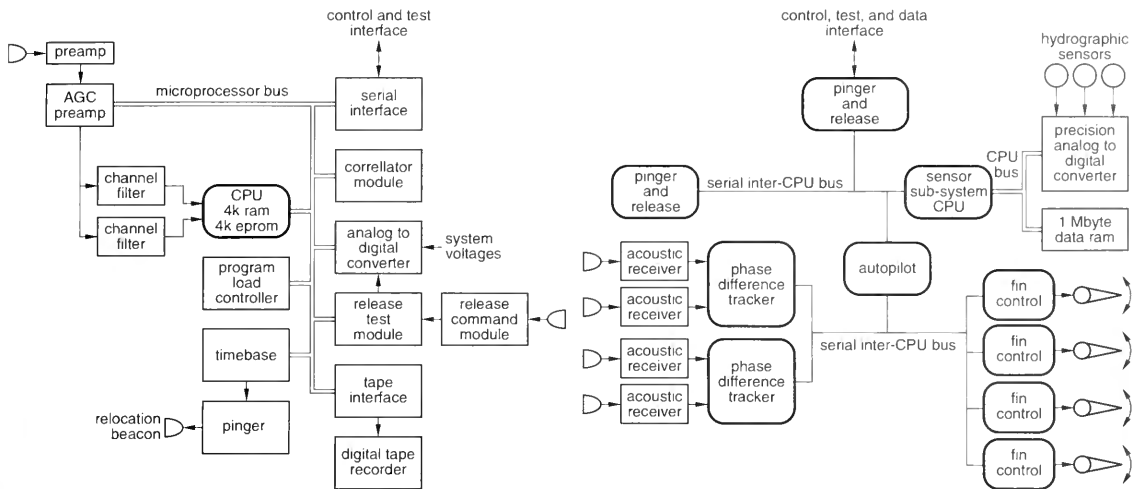 control and test
interface
preamp
AGC
preamp
microprocessor bus
serial
interface
channel
filter
channel
filter
CPU
4k ram
4k eprom
correllator
module
analog to
digital
converter
system
voltages
program
load
controller
release
test
module
release
command
module
timebase
tape
interface
relocation
beacon
pinger
digital tape
recorder
control, test, and data
interface
pinger
and
release
hydrographic
sensors
precision
analog to
digital
converter
CPU
bus
pinger
and
release
serial inter-CPU bus
sensor
sub-system
CPU
1 Mbyte
data ram
autopilot
acoustic
receiver
acoustic
receiver
phase
difference
tracker
acoustic
receiver
acoustic
receiver
phase
difference
tracker
serial inter-CPU bus
fin
control
fin
control
fin
control
fin
control